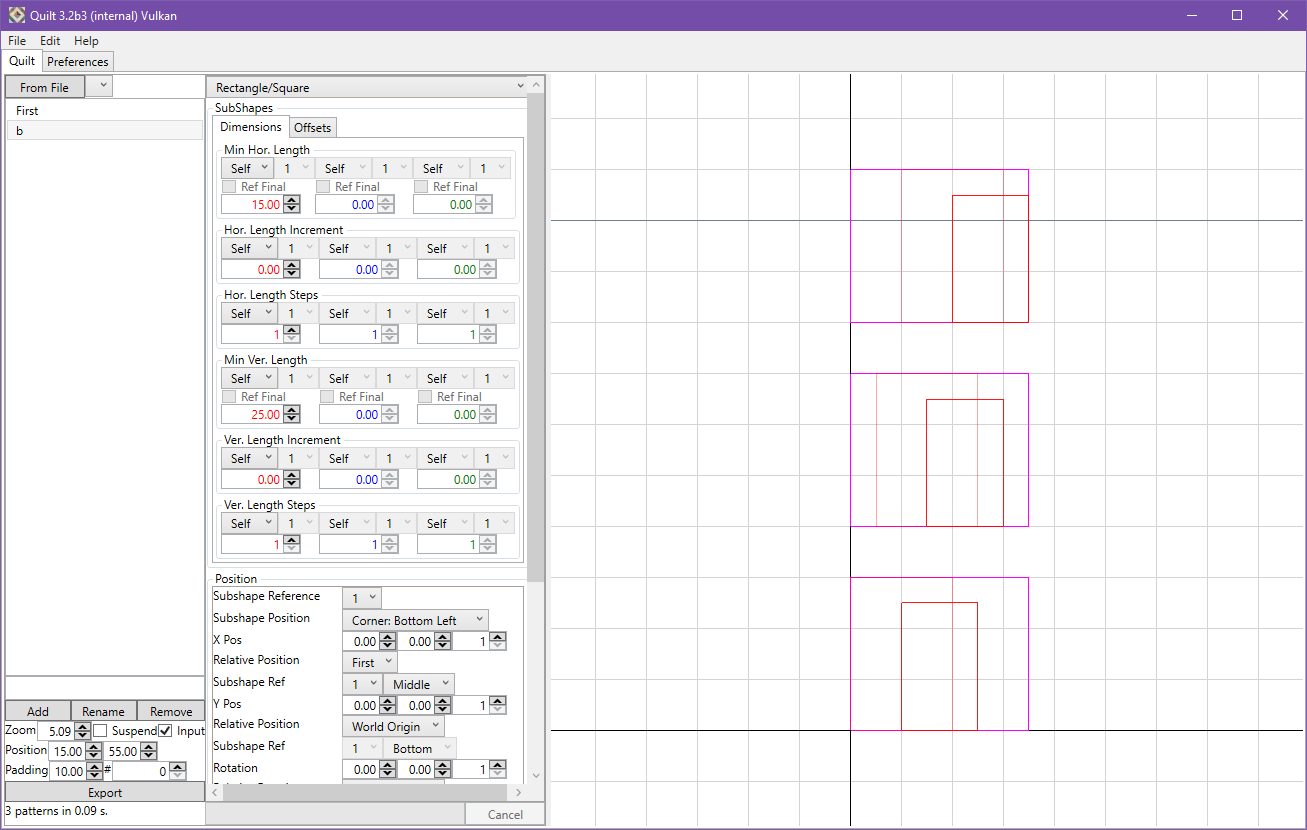 Quilt 3.2b3 (internal) Vulkan
File Edit Help
Quilt Preferences
From File
First
b
Rectangle/Square
SubShapes
Dimensions Offsets
Min Hor. Length
Self 1 Self 1 Self 1
Ref Final Ref Final Ref Final
15.00 0.00 0.00
Hor. Length Increment
Self 1 Self 1 Self 1
0.00 0.00 0.00
Hor. Length Steps
Self 1 Self 1 Self 1
1 1 1
Min Ver. Length
Self 1 Self 1 Self 1
Ref Final Ref Final Ref Final
25.00 0.00 0.00
Ver. Length Increment
Self 1 Self 1 Self 1
0.00 0.00 0.00
Ver. Length Steps
Self 1 Self 1 Self 1
1 1 1
Position
Subshape Reference 1
Subshape Position Corner: Bottom Left
X Pos 0.00 0.00 1
Relative Position First
Subshape Ref 1 Middle
Y Pos 0.00 0.00 1
Relative Position World Origin
Subshape Ref 1 Bottom
Rotation 0.00 0.00 1
Add Rename Remove
Zoom 5.09 Suspend Input
Position 15.00 55.00
Padding 10.00 # 0
Export
3 patterns in 0.09 s.
Cancel